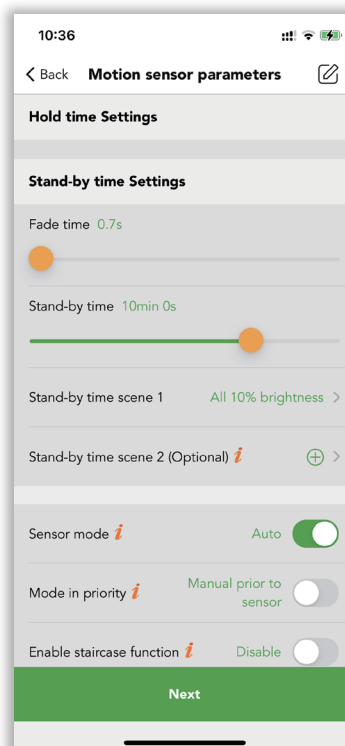 10:36
Back Motion sensor parameters
Hold time Settings
Stand-by time Settings
Fade time 0.7s
Stand-by time 10min 0s
Stand-by time scene 1 All 10% brightness
Stand-by time scene 2 (Optional) i
Sensor mode i Auto
Mode in priority i Manual prior to
sensor
Enable staircase function i Disable
Next